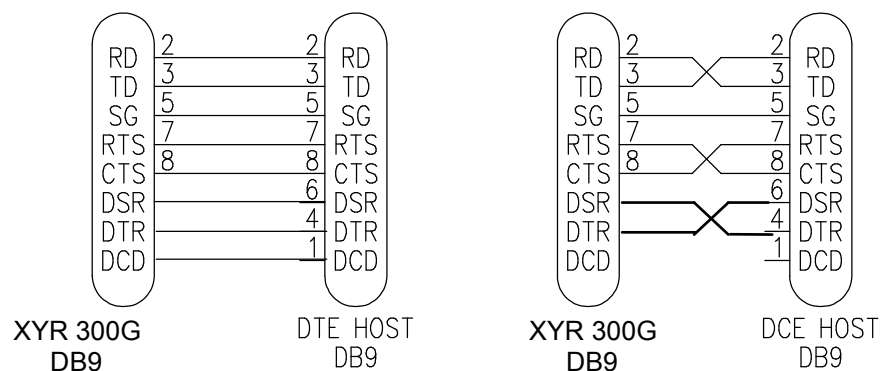 RD 2 2 RD
TD 3 3 TD
SG 5 5 SG
RTS 7 7 RTS
CTS 8 8 CTS
DSR 6 DSR
DTR 4 DTR
DCD 1 DCD
XYR 300G
DB9
DTE HOST
DB9
RD 2 2 RD
TD 3 3 TD
SG 5 5 SG
RTS 7 7 RTS
CTS 8 8 CTS
DSR 6 DSR
DTR 4 DTR
DCD 1 DCD
XYR 300G
DB9
DCE HOST
DB9